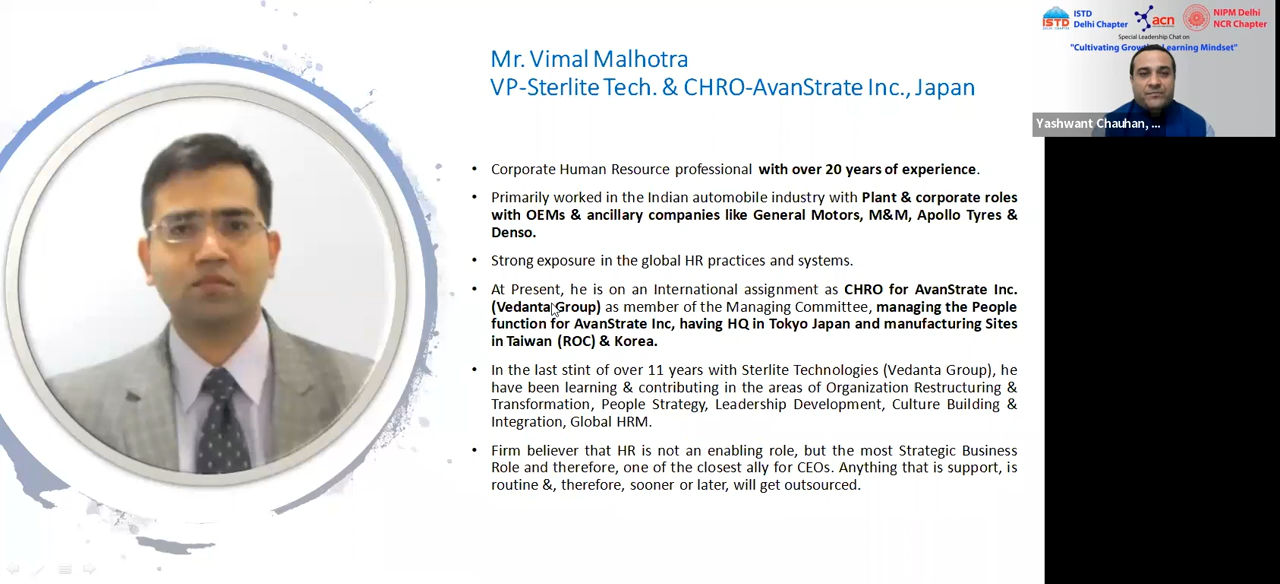 Mr. Vimal Malhotra
VP-Sterlite Tech. & CHRO-AvanStrate Inc., Japan
• Corporate Human Resource professional with over 20 years of experience.
• Primarily worked in the Indian automobile industry with Plant & corporate roles
with OEMs & ancillary companies like General Motors, M&M, Apollo Tyres &
Denso.
• Strong exposure in the global HR practices and systems.
• At Present, he is on an International assignment as CHRO for AvanStrate Inc.
(Vedanta Group) as member of the Managing Committee, managing the People
function for AvanStrate Inc, having HQ in Tokyo Japan and manufacturing Sites
in Taiwan (ROC) & Korea.
• In the last stint of over 11 years with Sterlite Technologies (Vedanta Group), he
have been learning & contributing in the areas of Organization Restructuring &
Transformation, People Strategy, Leadership Development, Culture Building &
Integration, Global HRM.
• Firm believer that HR is not an enabling role, but the most Strategic Business
Role and therefore, one of the closest ally for CEOs. Anything that is support, is
routine &, therefore, sooner or later, will get outsourced.
ISTD
ISTD
Delhi Chapter
acn
NIPM Delhi
NCR Chapter
Special Leadership Chat on
"Cultivating Learning Mindset"
Yashwant Chauhan, ...